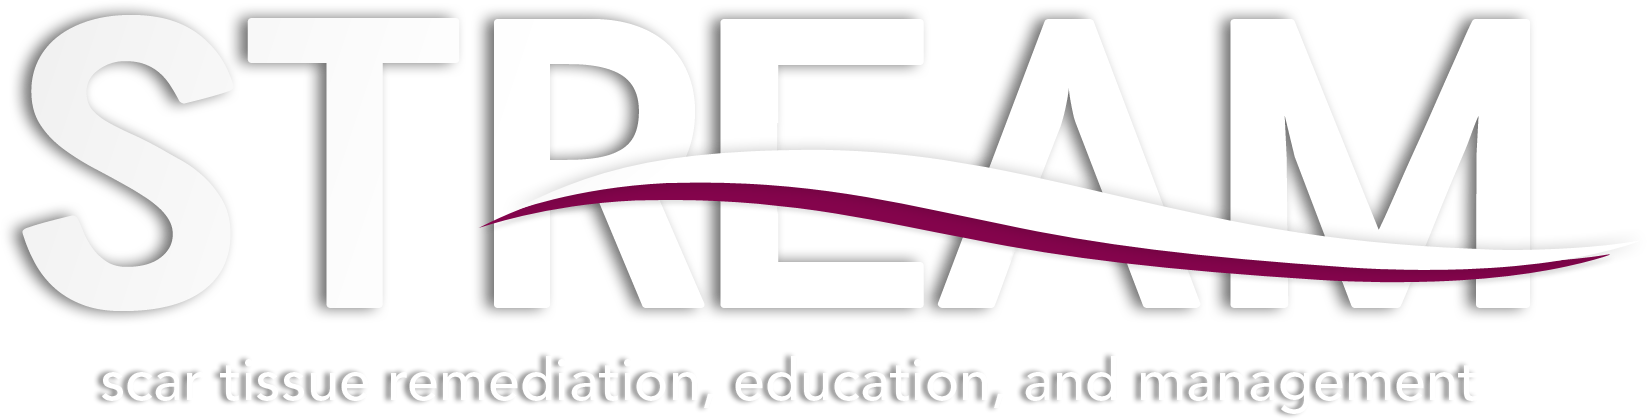 STREAM
scar tissue remediation, education, and management